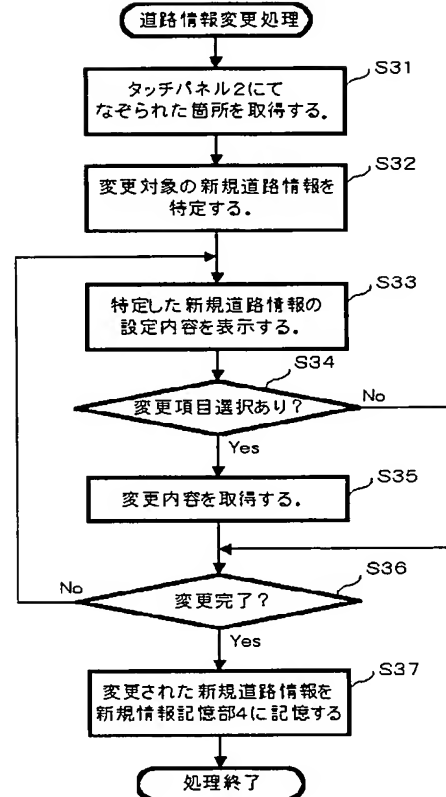 道路情報変更処理
S31
タッチパネル2にて
なぞられた箇所を取得する。
S32
変更対象の新規道路情報を
特定する。
S33
特定した新規道路情報の
設定内容を表示する。
S34
変更項目選択あり?
No
Yes
S35
変更内容を取得する。
S36
変更完了?
No
Yes
S37
変更された新規道路情報を
新規情報記憶部4に記憶する
処理終了